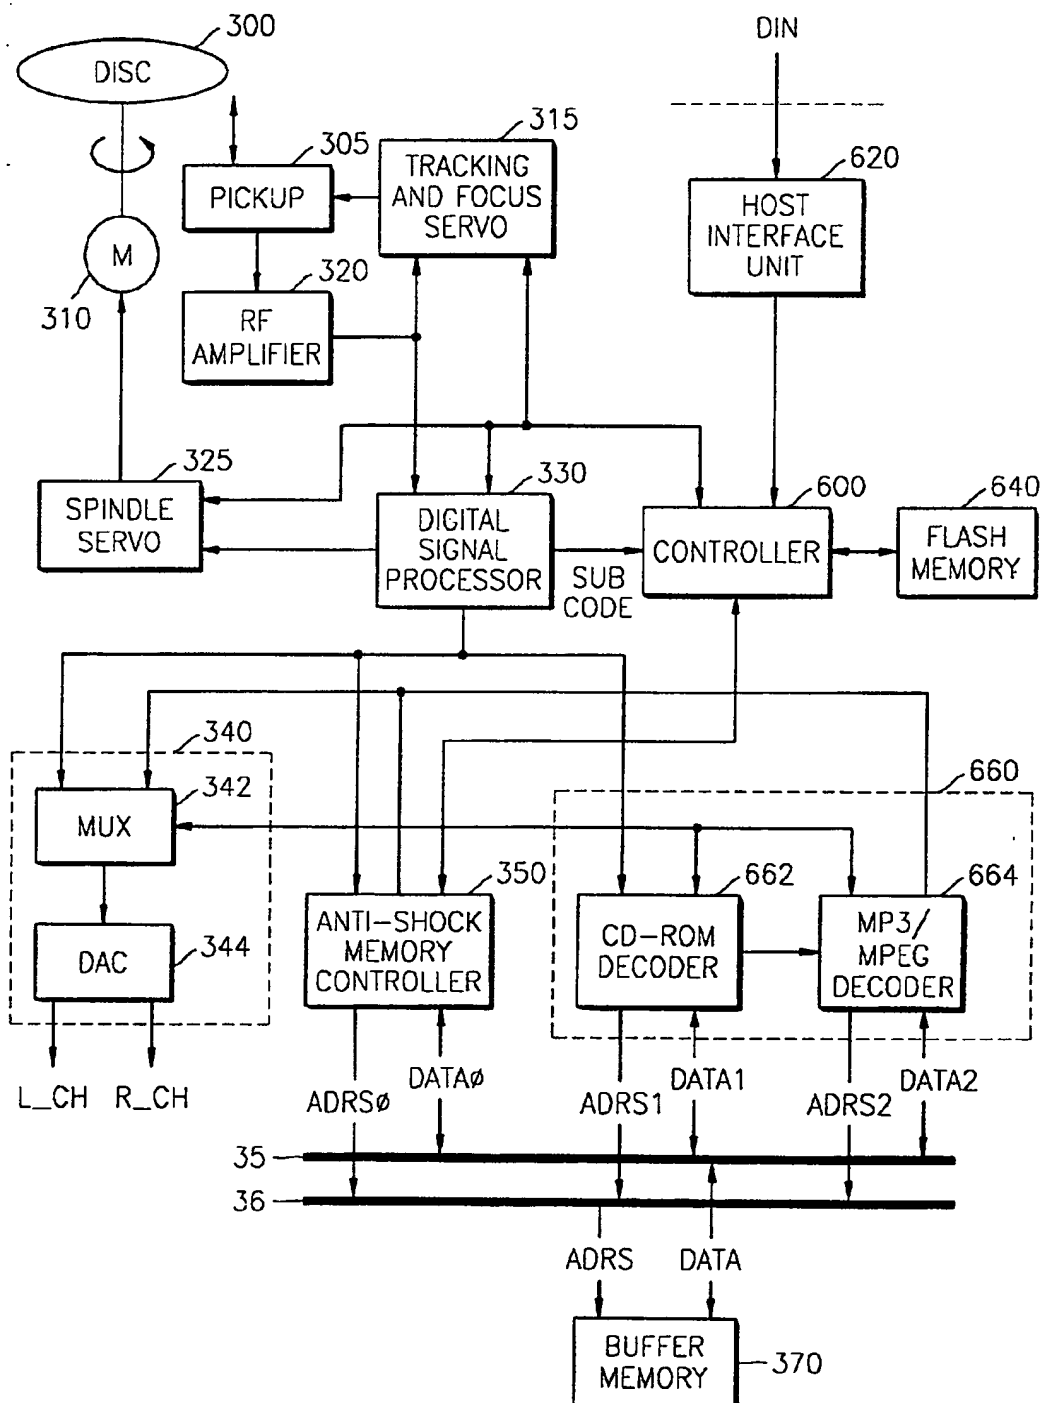 300
DIN
DISC
315
305
TRACKING
AND FOCUS
SERVO
620
PICKUP
HOST
INTERFACE
UNIT
M
320
310
RF
AMPLIFIER
325
330
600
640
SPINDLE
SERVO
DIGITAL
SIGNAL
PROCESSOR
CONTROLLER
FLASH
MEMORY
SUB
CODE
340
660
342
MUX
350
662
664
ANTI-SHOCK
MEMORY
CONTROLLER
CD-ROM
DECODER
MP3/
MPEG
DECODER
344
DAC
L_CH
R_CH
ADRSø
DATAø
ADRS1
DATA1
ADRS2
DATA2
35
36
ADRS
DATA
BUFFER
MEMORY
370